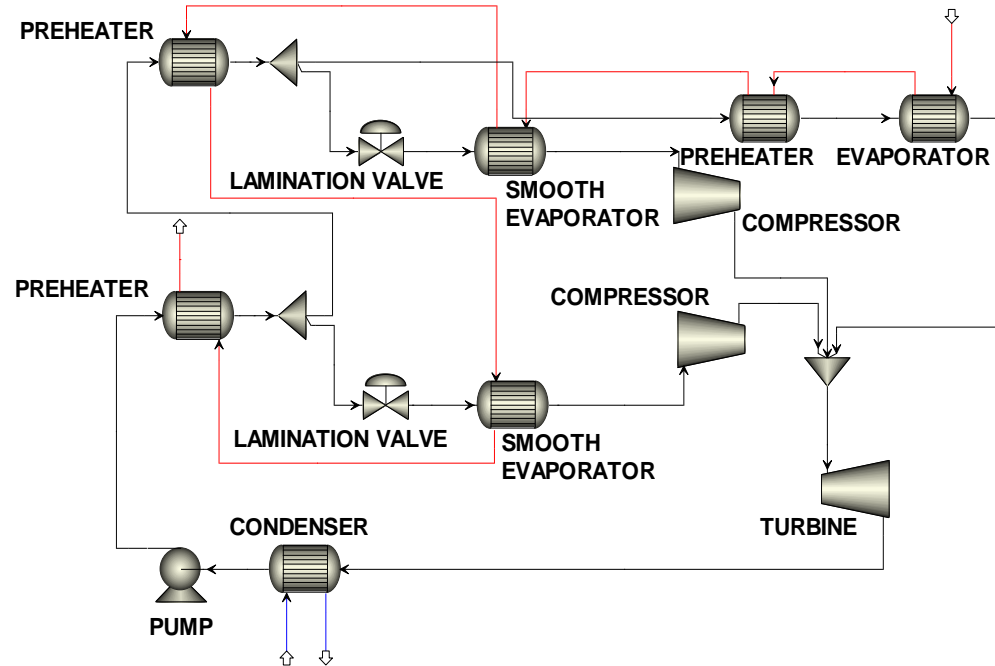 PREHEATER
LAMINATION VALVE
SMOOTH
EVAPORATOR
PREHEATER
EVAPORATOR
COMPRESSOR
PREHEATER
COMPRESSOR
LAMINATION VALVE
SMOOTH
EVAPORATOR
TURBINE
CONDENSER
PUMP